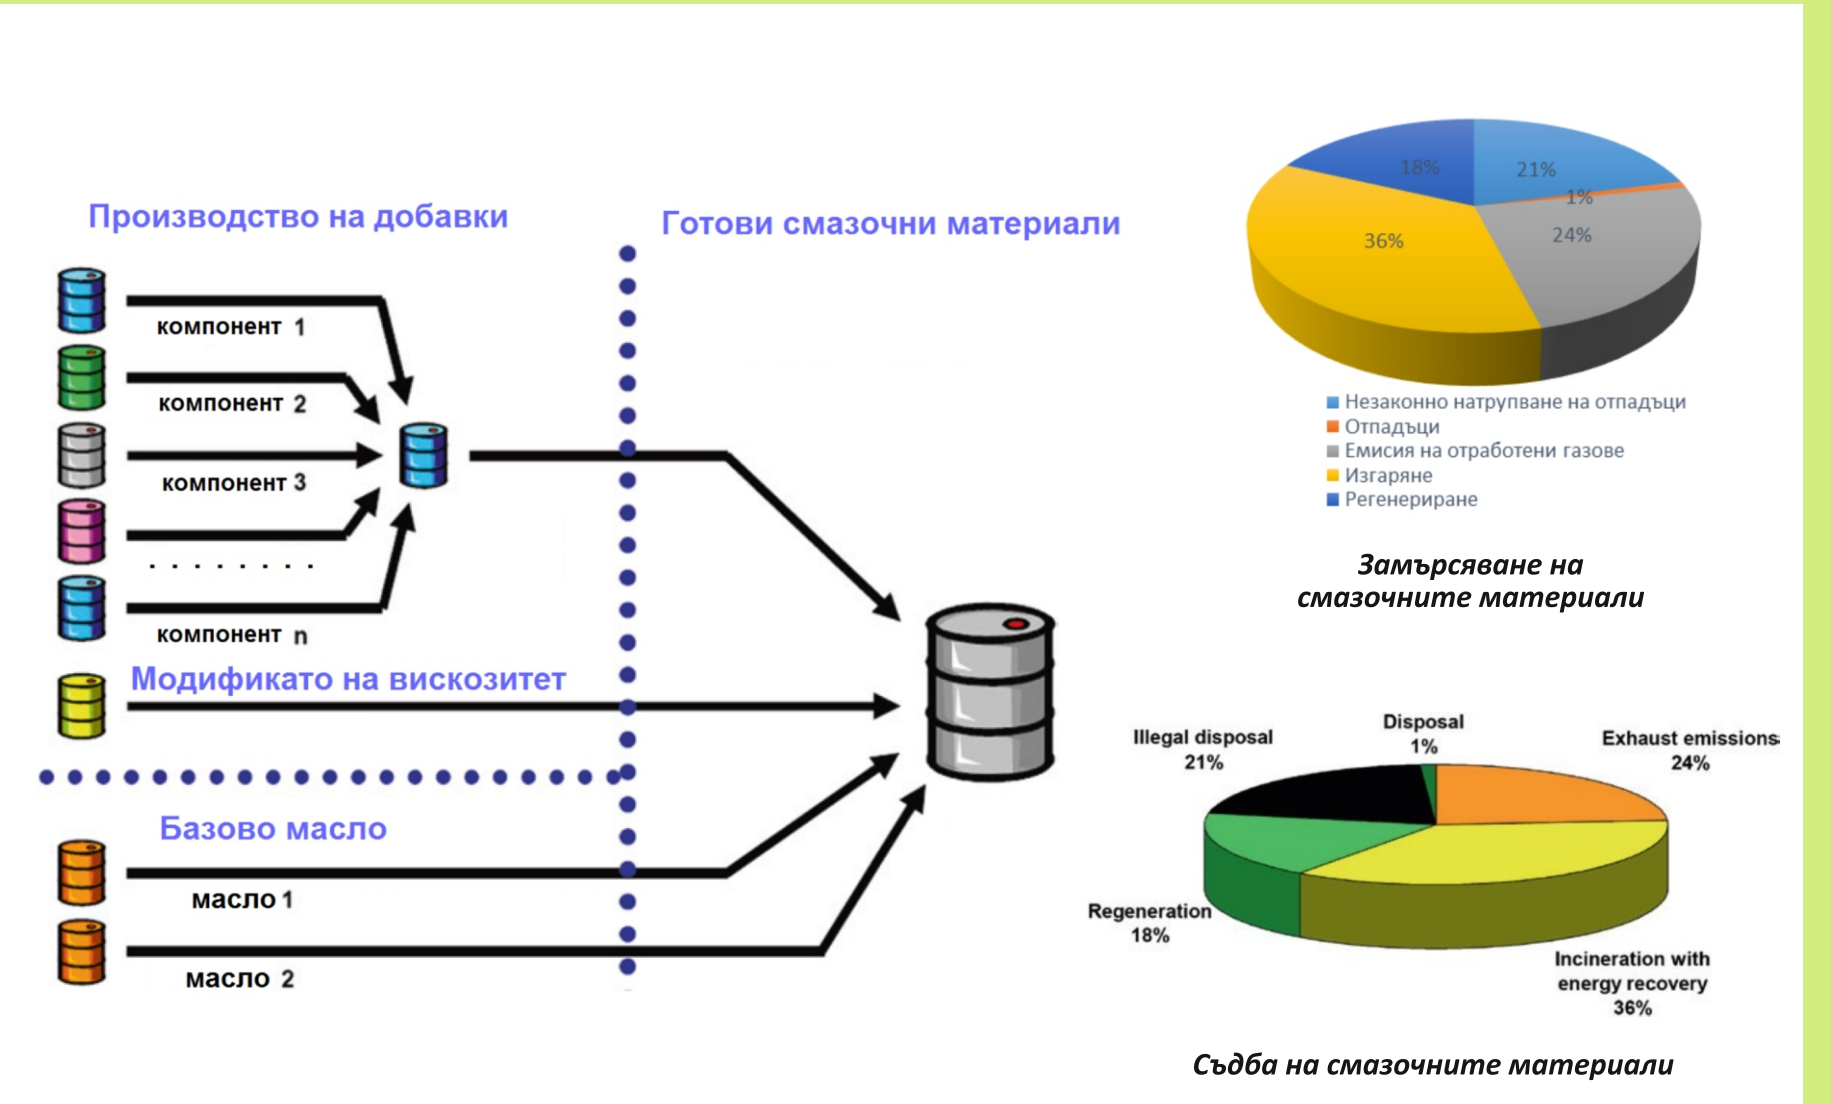 Производство на добавки
компонент 1
компонент 2
компонент 3
. . . . . . . .
компонент n
Модификато на вискозитет
Базово масло
масло 1
масло 2
Готови смазочни материали
18%
21%
1%
36%
24%
Незаконно натрупване на отпадъци
Отпадъци
Емисия на отработени газове
Изгаряне
Регенериране
Замърсяване на
смазочните материали
Disposal
1%
Illegal disposal
21%
Exhaust emissions
24%
Regeneration
18%
Incineration with
energy recovery
36%
Съдба на смазочните материали